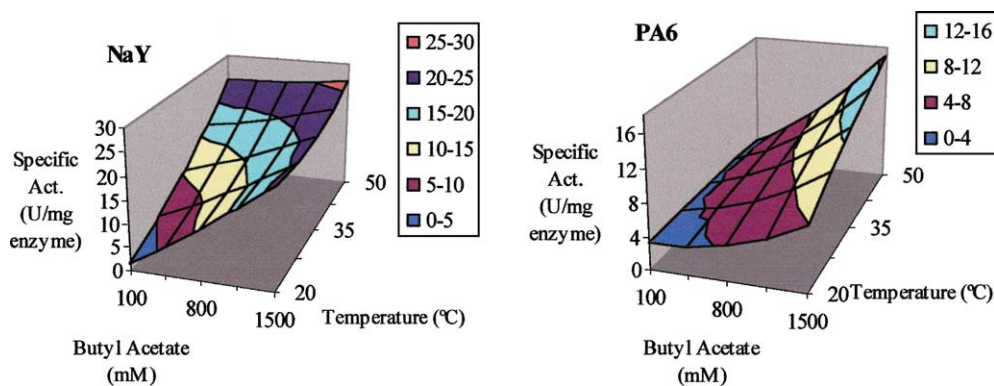 NaY
25-30
20-25
15-20
10-15
5-10
0-5
Specific
Act.
(U/mg
enzyme)
30
25
20
15
10
5
0
100
800
1500
20
35
50
Temperature (ºC)
Butyl Acetate
(mM)
PA6
12-16
8-12
4-8
0-4
Specific
Act.
(U/mg
enzyme)
16
12
8
4
0
100
800
1500
20
35
50
Temperature (ºC)
Butyl Acetate
(mM)